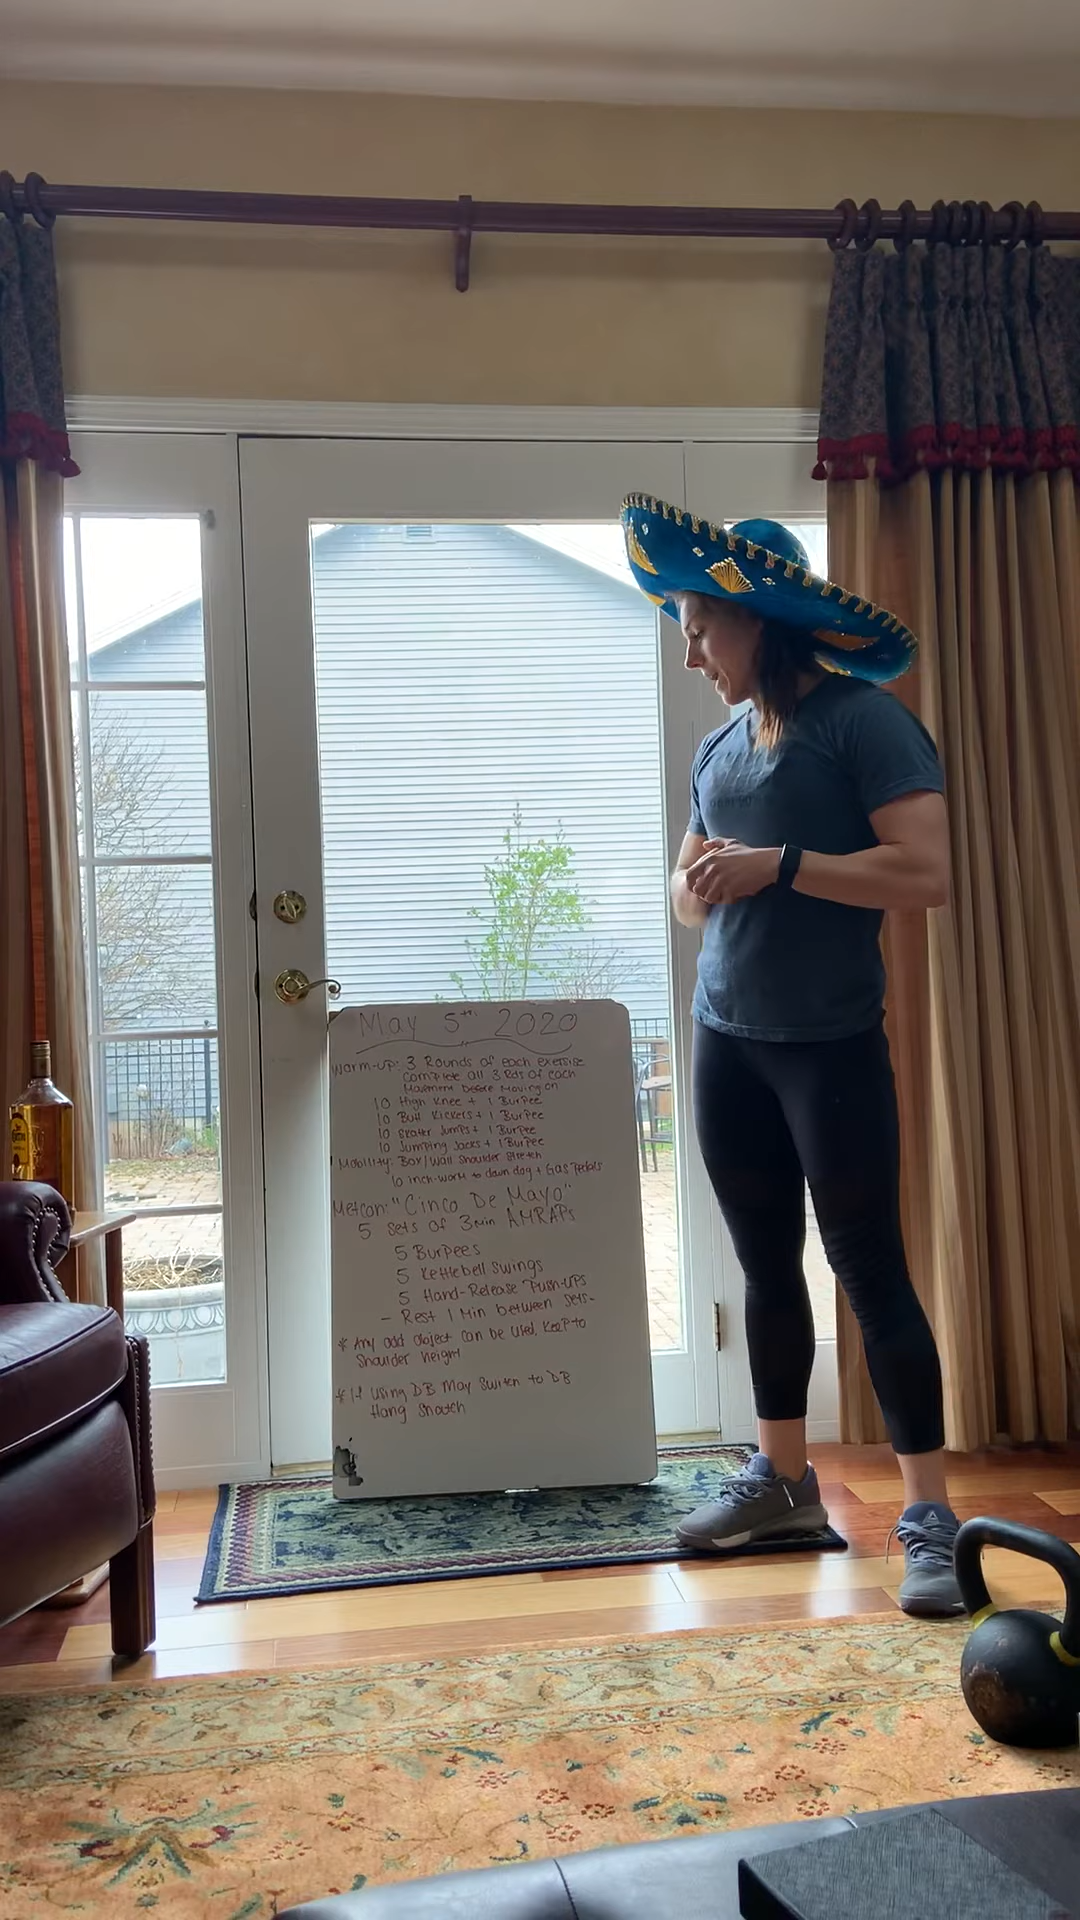 May 5th 2020
Warm-up: 3 Rounds of each exersise
Complete all 3 Rds of each
Movement before Moving on
10 High Knee + 1 Burpee
10 Butt Kickers + 1 Burpee
10 Skater Jumps + 1 Burpee
10 Jumping Jacks + 1 Burpee
Mobility: Box/Wall Shoulder Stretch
10 inch-worm to down dog + Gas Pedals
Metcon: "Cinco De Mayo"
5 Sets of 3min AMRAPs
5 Burpees
5 Kettlebell Swings
5 Hand-Release Push-ups
- Rest 1 Min between sets-
* Any odd object can be used, Keep to
Shoulder height
* If using DB May Switch to DB
Hang Snatch